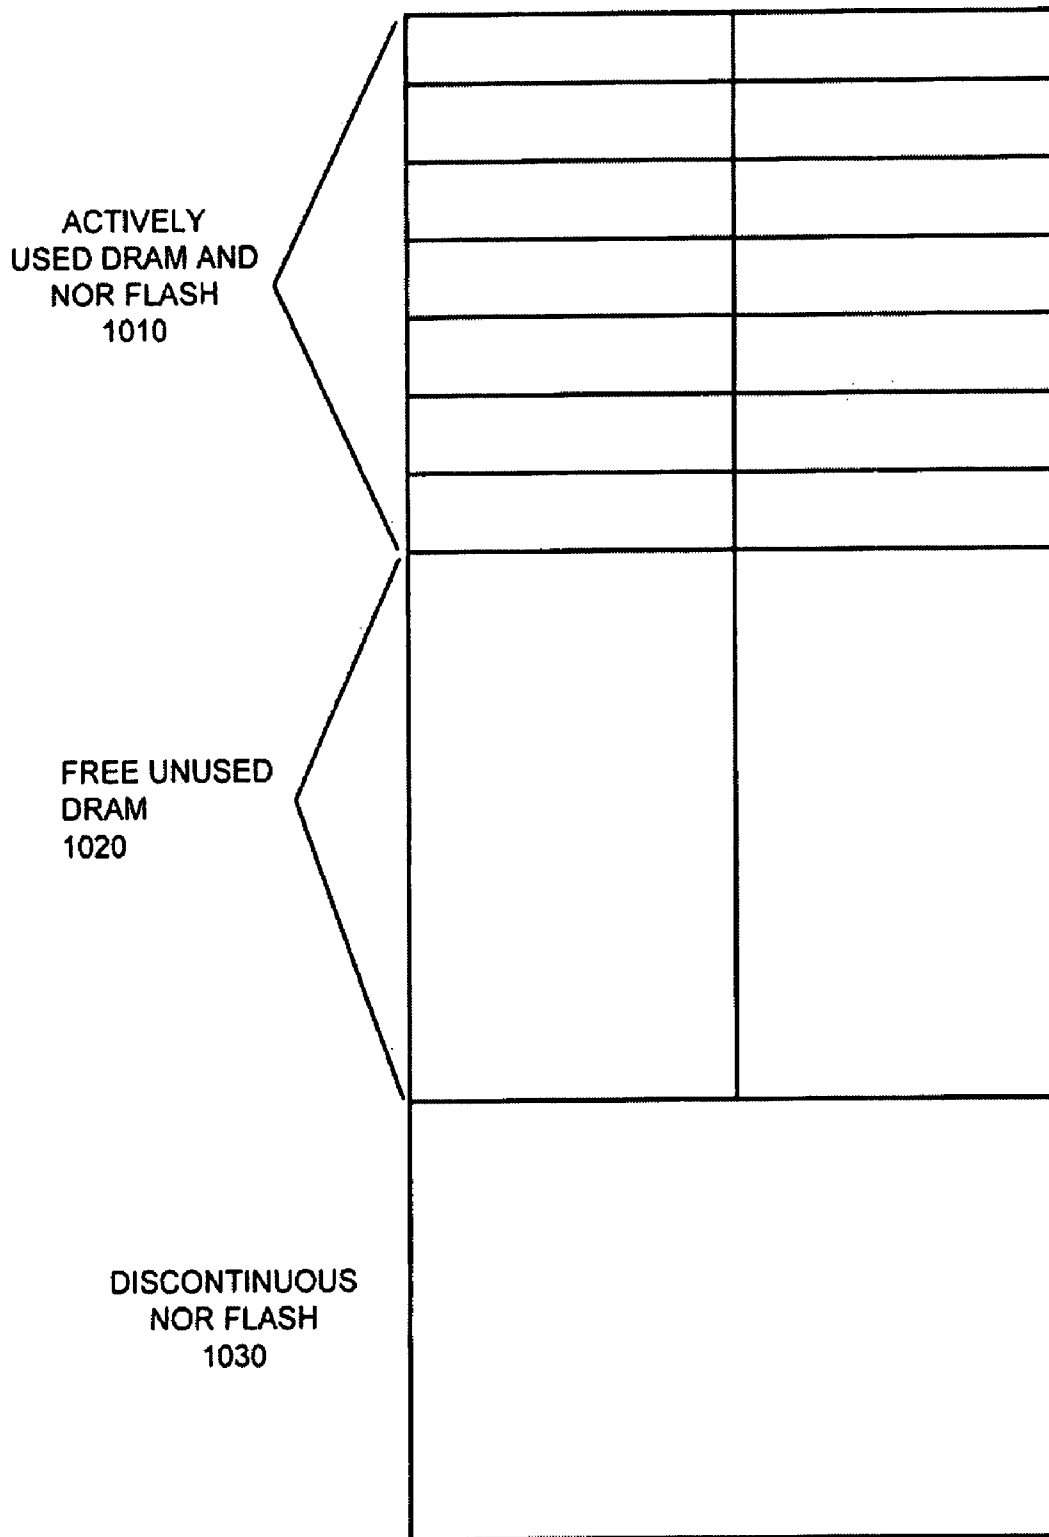 ACTIVELY
USED DRAM AND
NOR FLASH
1010
FREE UNUSED
DRAM
1020
DISCONTINUOUS
NOR FLASH
1030